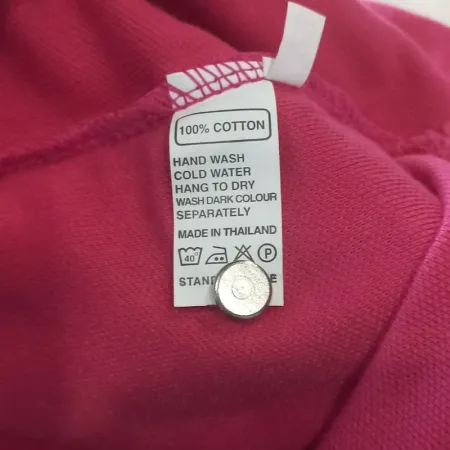 100% COTTON
HAND WASH
COLD WATER
HANG TO DRY
WASH DARK COLOUR
SEPARATELY
MADE IN THAILAND
40° P